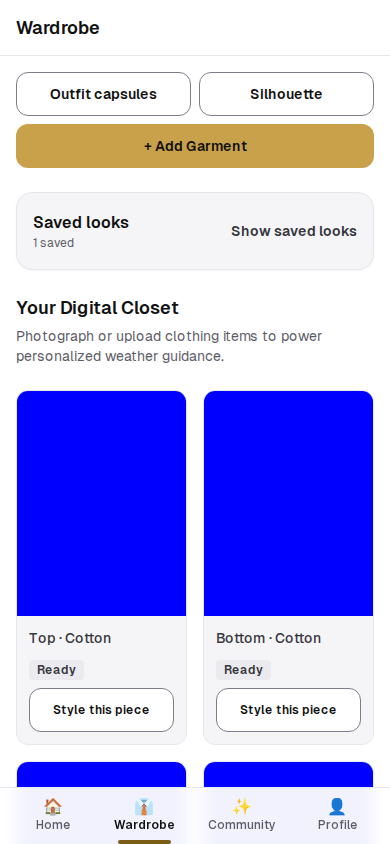 Wardrobe
Outfit capsules
Silhouette
+ Add Garment
Saved looks
1 saved
Show saved looks
Your Digital Closet
Photograph or upload clothing items to power
personalized weather guidance.
Top · Cotton
Ready
Style this piece
Bottom · Cotton
Ready
Style this piece
Home
Wardrobe
Community
Profile